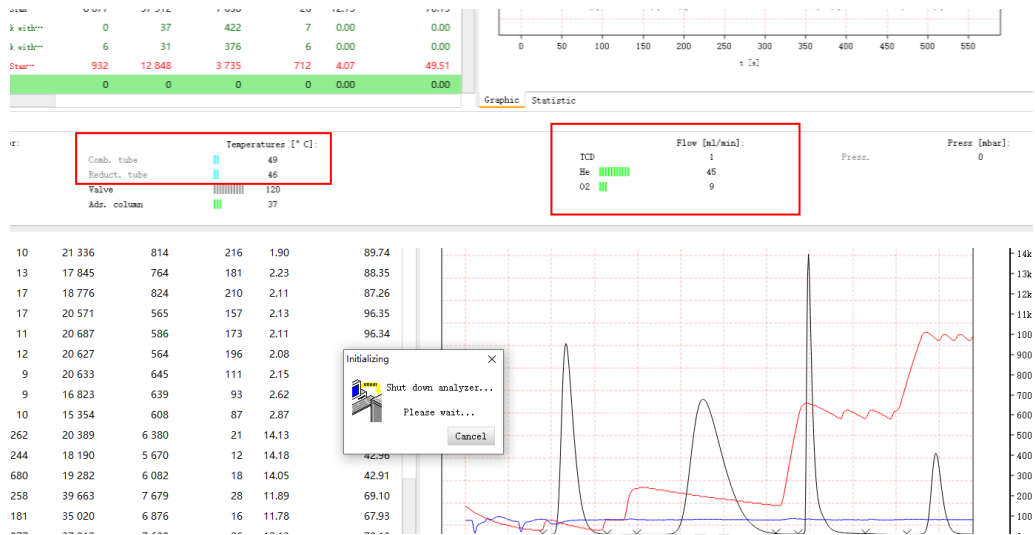 k with… 0 37 422 7 0.00 0.00
k with… 6 31 376 6 0.00 0.00
932 12 848 3 735 712 4.07 49.51
0 0 0 0 0.00 0.00
0 50 100 150 200 250 300 350 400 450 500 550
t [s]
Graphic Statistic
Temperatures [° C]:
Comb. tube 49
Reduct. tube 46
Valve 120
Ads. column 37
Flow [ml/min]:
TCD 1
He 45
O2 9
Press [mbar]:
Press. 0
10 21 336 814 216 1.90 89.74
13 17 845 764 181 2.23 88.35
17 18 776 824 210 2.11 87.26
17 20 571 565 157 2.13 96.35
11 20 687 586 173 2.11 96.34
12 20 627 564 196 2.08
9 20 633 645 111 2.15
9 16 823 639 93 2.62
10 15 354 608 87 2.87
262 20 389 6 380 21 14.13
244 18 190 5 670 12 14.18 42.96
680 19 282 6 082 18 14.05 42.91
258 39 663 7 679 28 11.89 69.10
181 35 020 6 876 16 11.78 67.93
Initializing
Shut down analyzer...
Please wait...
Cancel
14k
13k
12k
11k
100
900
800
700
600
500
400
300
200
100